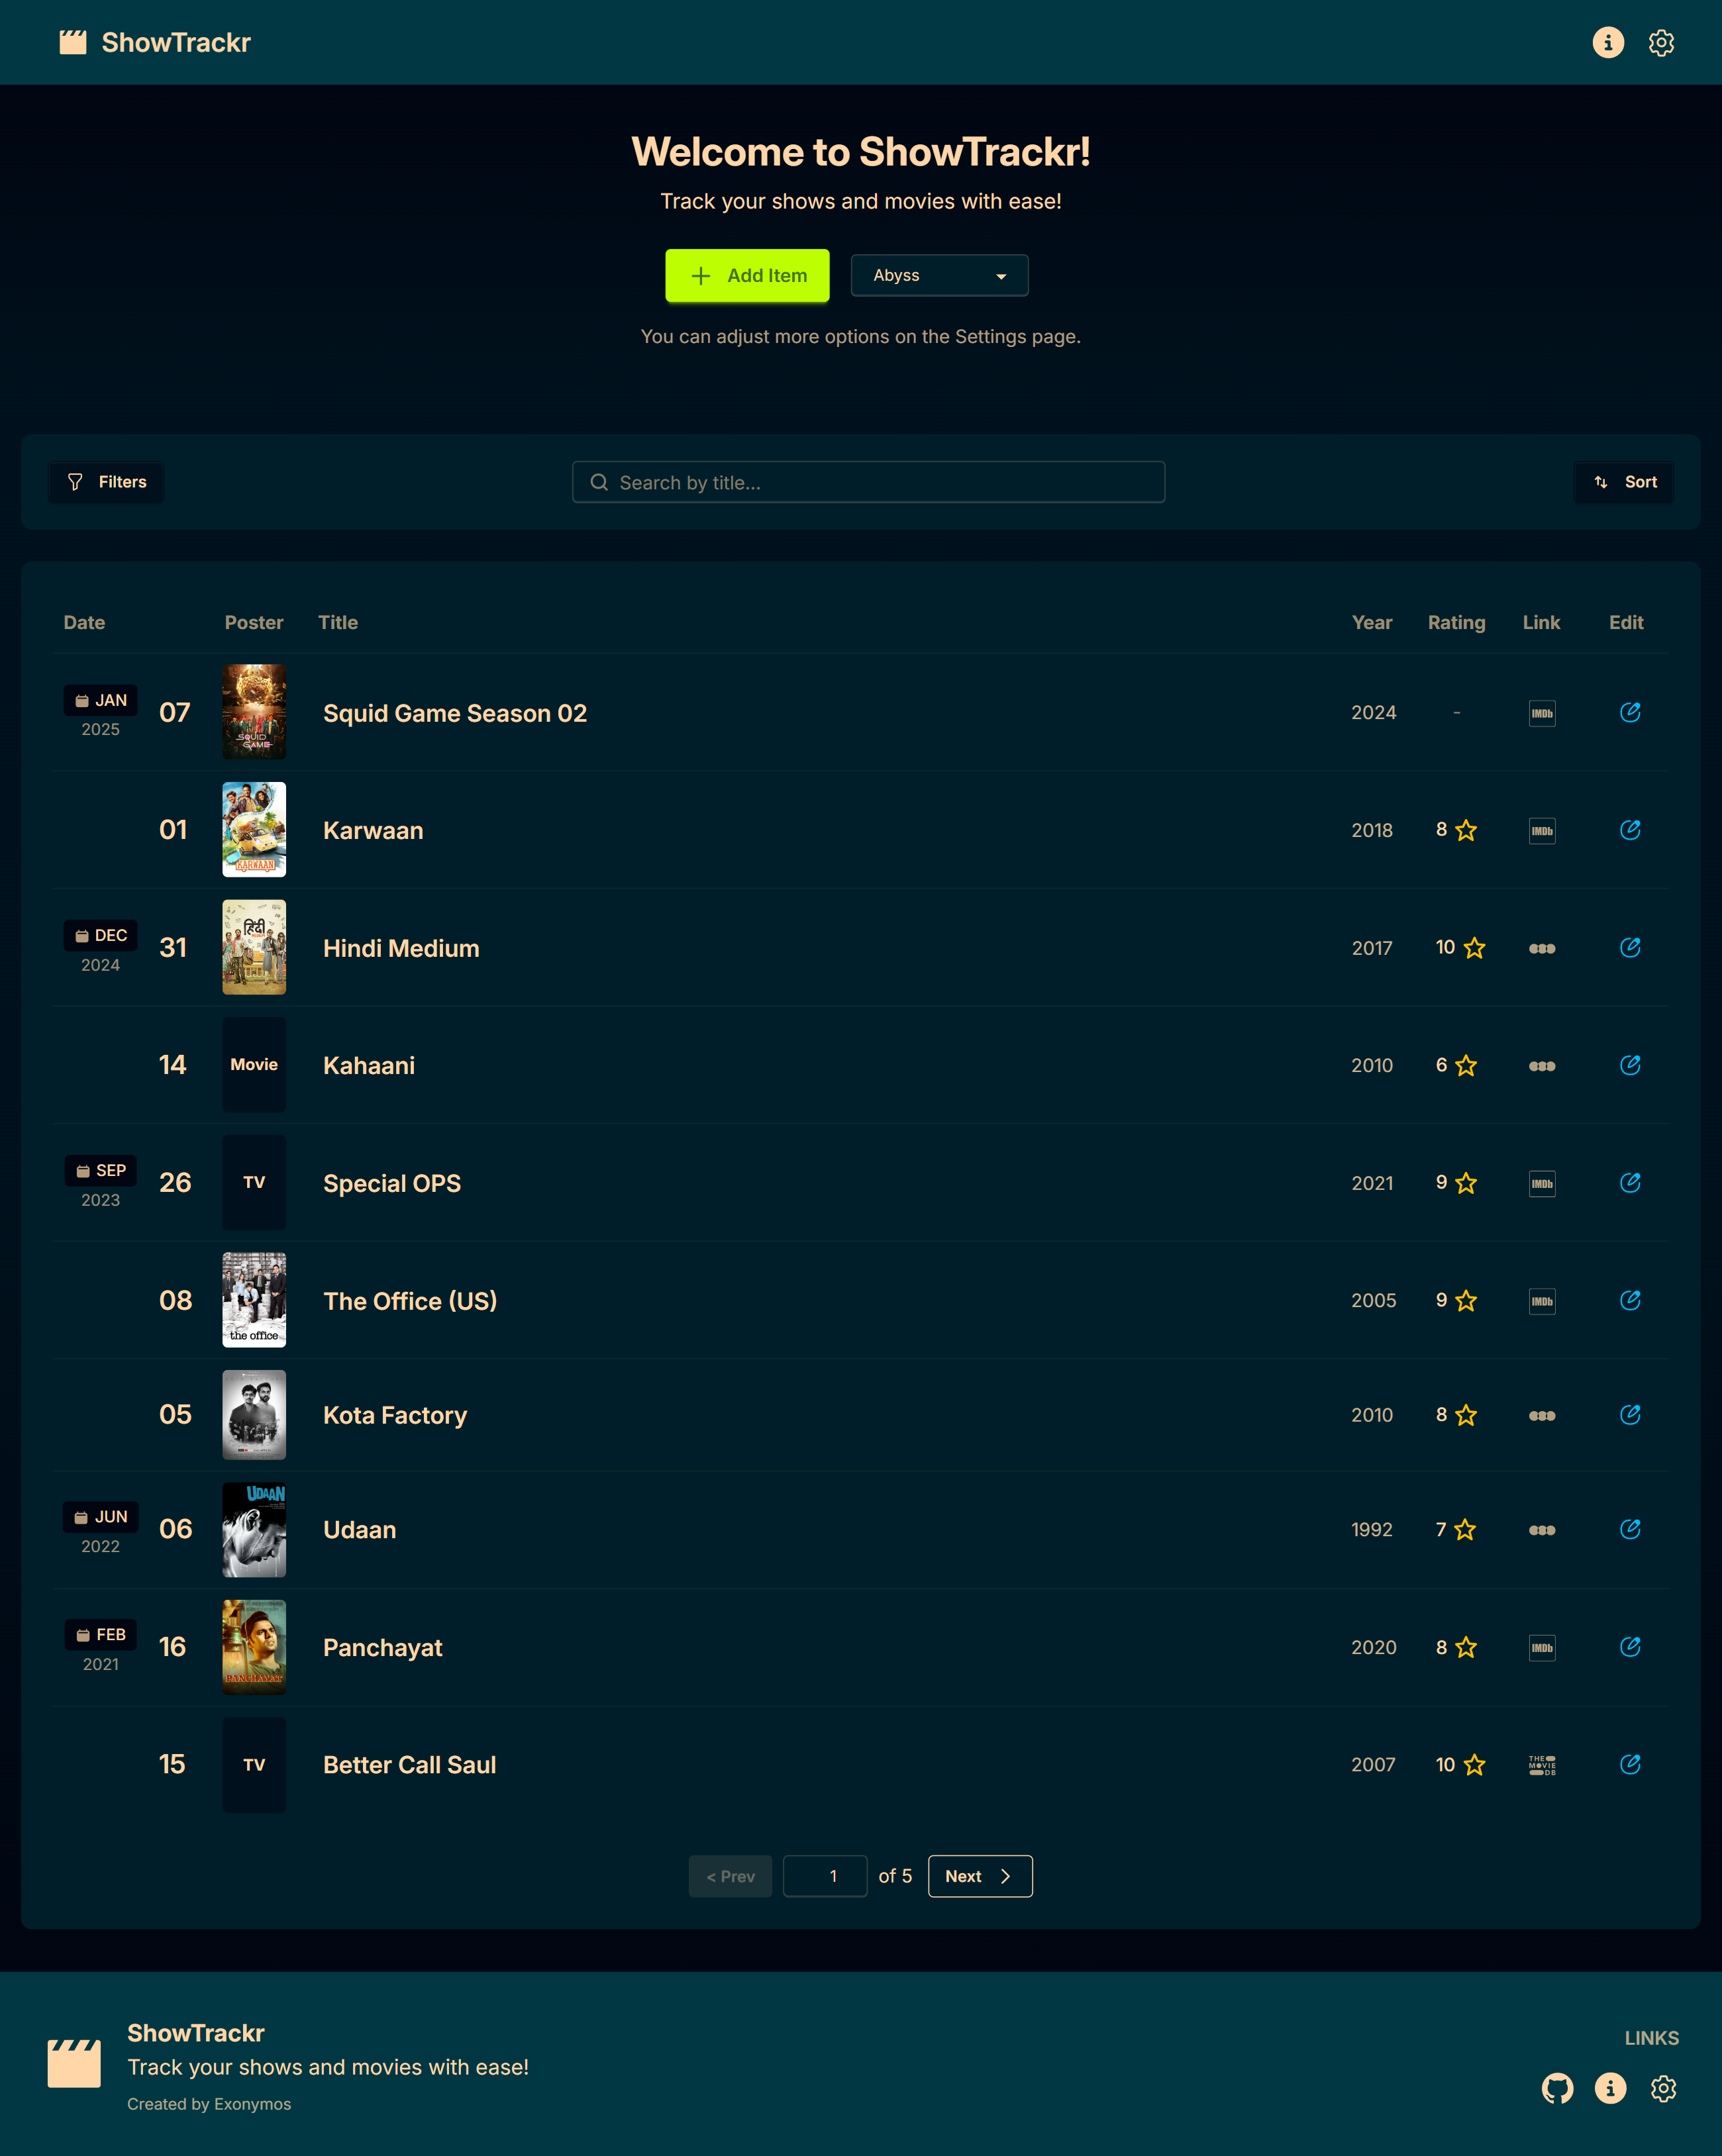 ShowTrackr
Welcome to ShowTrackr!
Track your shows and movies with ease!
Add Item
Abyss
You can adjust more options on the Settings page.
Filters
Search by title...
Sort
Date Poster Title Year Rating Link Edit
JAN 2025 07 SQUID GAME Squid Game Season 02 2024 - IMDb
01 KARWAAN Karwaan 2018 8 IMDb
DEC 2024 31 हिंदी Hindi Medium 2017 10
14 Movie Kahaani 2010 6
SEP 2023 26 TV Special OPS 2021 9 IMDb
08 the office The Office (US) 2005 9 IMDb
05 Kota Factory 2010 8
JUN 2022 06 UDAAN Udaan 1992 7
FEB 2021 16 PANCHAYAT Panchayat 2020 8 IMDb
15 TV Better Call Saul 2007 10 THE MOVIE DB
< Prev 1 of 5 Next
ShowTrackr
Track your shows and movies with ease!
Created by Exonymos
LINKS